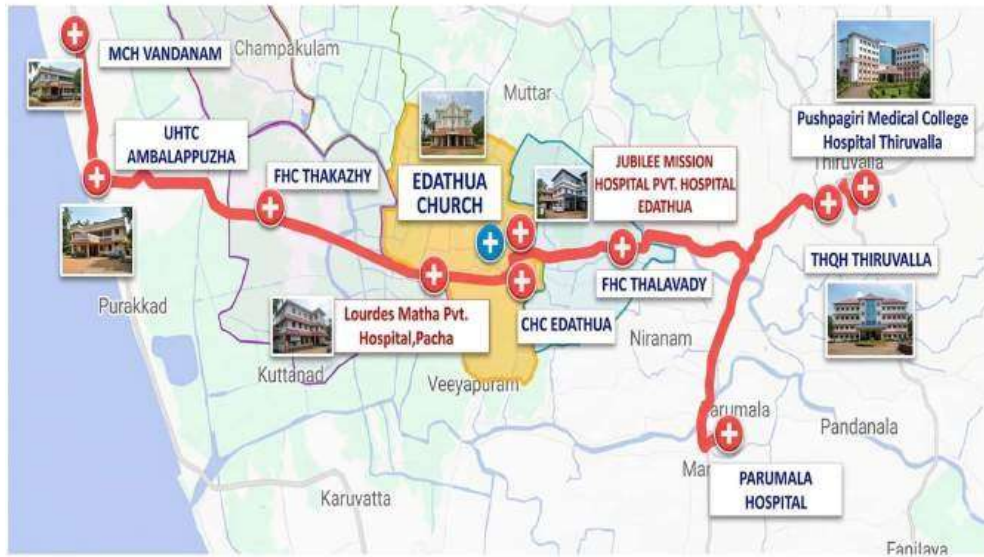 MCH VANDANAM
Champakulam
Muttar
Pushpagiri Medical College
Hospital Thiruvalla
Thiruvalla
UHTC
AMBALAPPUZHA
FHC THAKAZHY
EDATHUA
CHURCH
JUBILEE MISSION
HOSPITAL PVT. HOSPITAL
EDATHUA
THQH THIRUVALLA
FHC THALAVADY
Purakkad
Lourdes Matha Pvt.
Hospital,Pacha
CHC EDATHUA
Niranam
Kuttanad
Veeyapuram
arumala
Pandanala
Mar
PARUMALA
HOSPITAL
Karuvatta